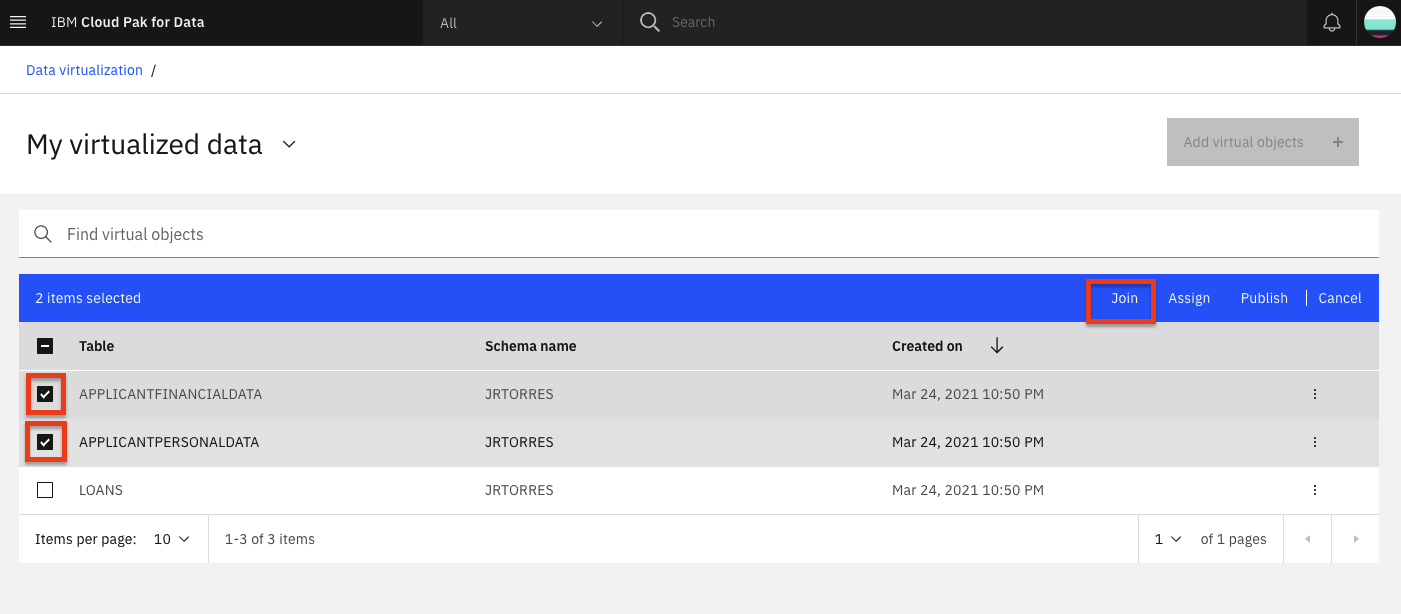 IBM Cloud Pak for Data All Search
Data virtualization /
My virtualized data Add virtual objects +
Find virtual objects
2 items selected Join Assign Publish | Cancel
Table Schema name Created on
APPLICANTFINANCIALDATA JRTORRES Mar 24, 2021 10:50 PM
APPLICANTPERSONALDATA JRTORRES Mar 24, 2021 10:50 PM
LOANS JRTORRES Mar 24, 2021 10:50 PM
Items per page: 10 1-3 of 3 items 1 of 1 pages